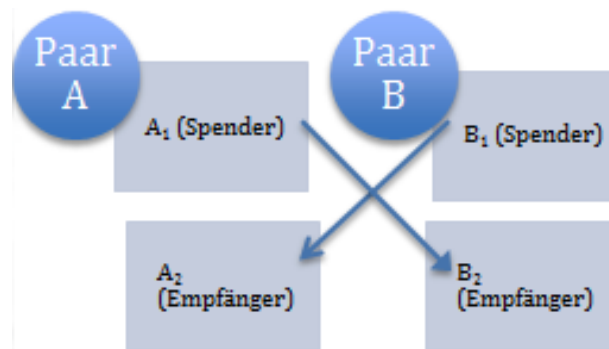 Paar
A
Paar
B
A₁ (Spender)
B₁ (Spender)
A₂
(Empfänger)
B₂
(Empfänger)